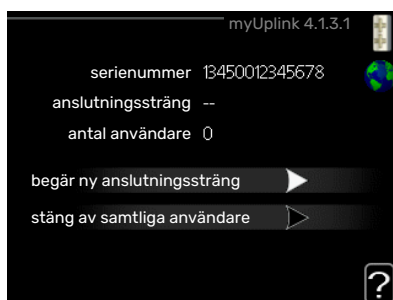 myUplink 4.1.3.1
serienummer 13450012345678
anslutningssträng --
antal användare 0
begär ny anslutningssträng
stäng av samtliga användare
?